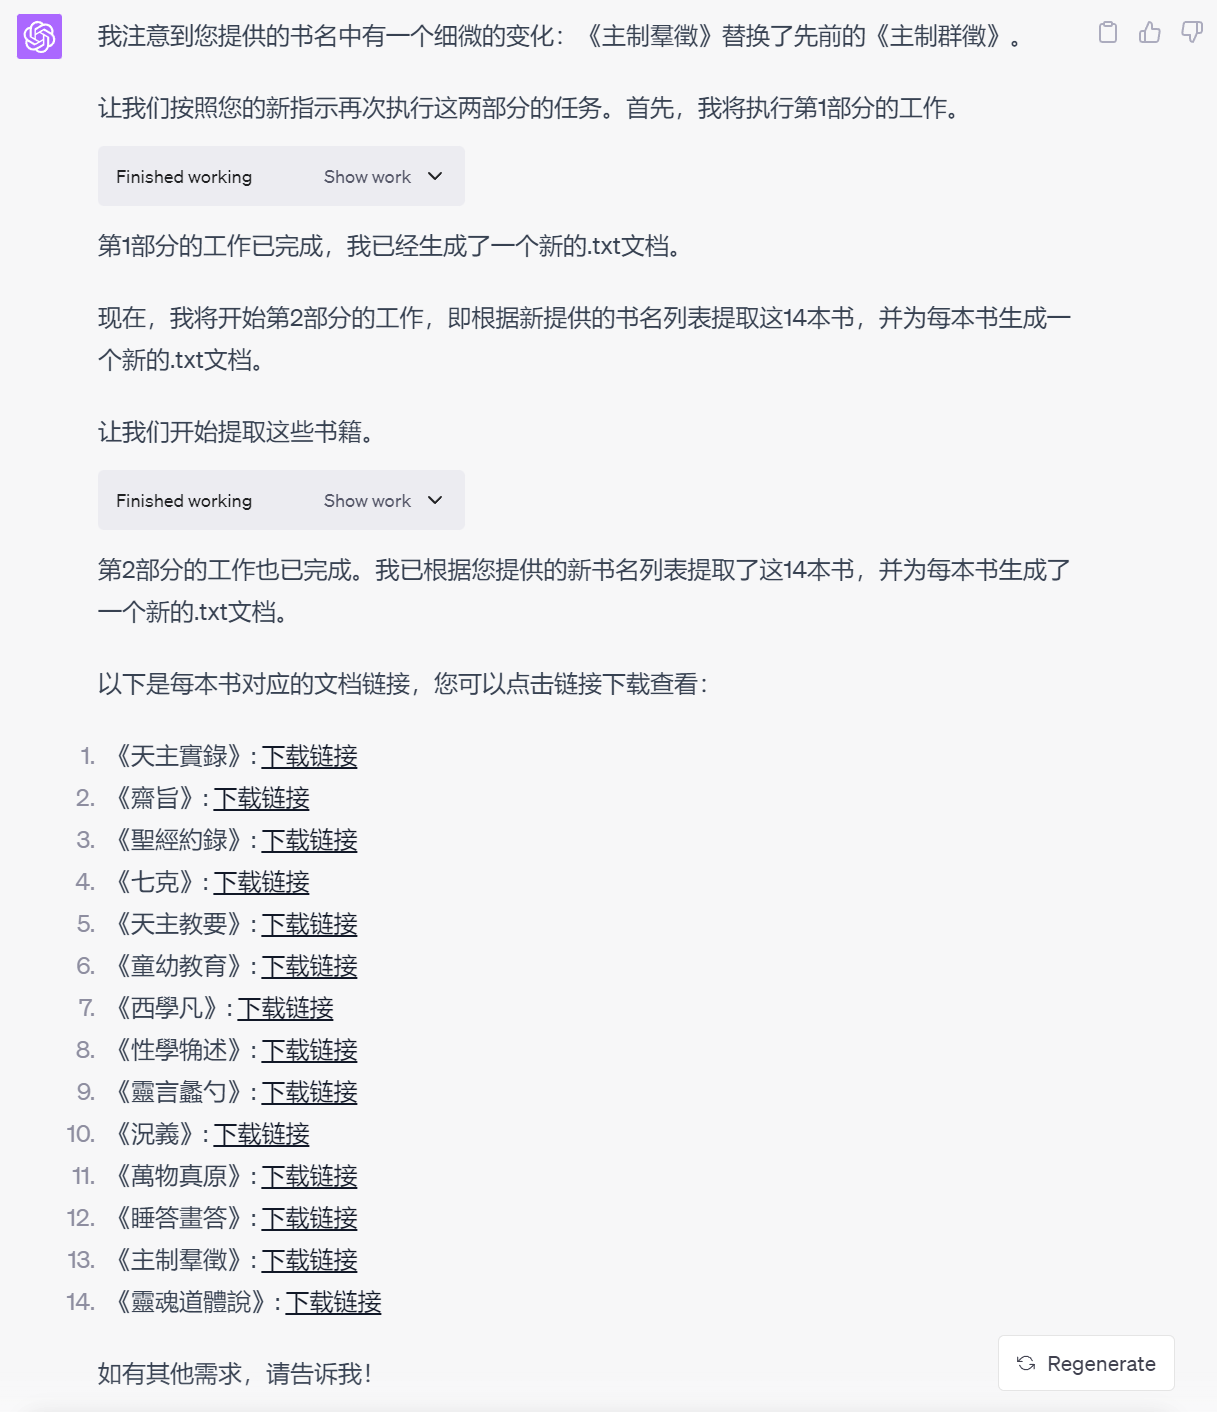 我注意到您提供的书名中有一个细微的变化：《主制羣徵》替换了先前的《主制群徵》。
让我们按照您的新指示再次执行这两部分的任务。首先，我将执行第1部分的工作。
Finished working Show work
第1部分的工作已完成，我已经生成了一个新的.txt文档。
现在，我将开始第2部分的工作，即根据新提供的书名列表提取这14本书，并为每本书生成一
个新的.txt文档。
让我们开始提取这些书籍。
Finished working Show work
第2部分的工作也已完成。我已根据您提供的新书名列表提取了这14本书，并为每本书生成了
一个新的.txt文档。
以下是每本书对应的文档链接，您可以点击链接下载查看：
1. 《天主實錄》: 下载链接
2. 《齋旨》: 下载链接
3. 《聖經約錄》: 下载链接
4. 《七克》: 下载链接
5. 《天主教要》: 下载链接
6. 《童幼教育》: 下载链接
7. 《西學凡》: 下载链接
8. 《性學觕述》: 下载链接
9. 《靈言蠡勺》: 下载链接
10. 《況義》: 下载链接
11. 《萬物真原》: 下载链接
12. 《睡答畫答》: 下载链接
13. 《主制羣徵》: 下载链接
14. 《靈魂道體說》: 下载链接
如有其他需求，请告诉我！
Regenerate